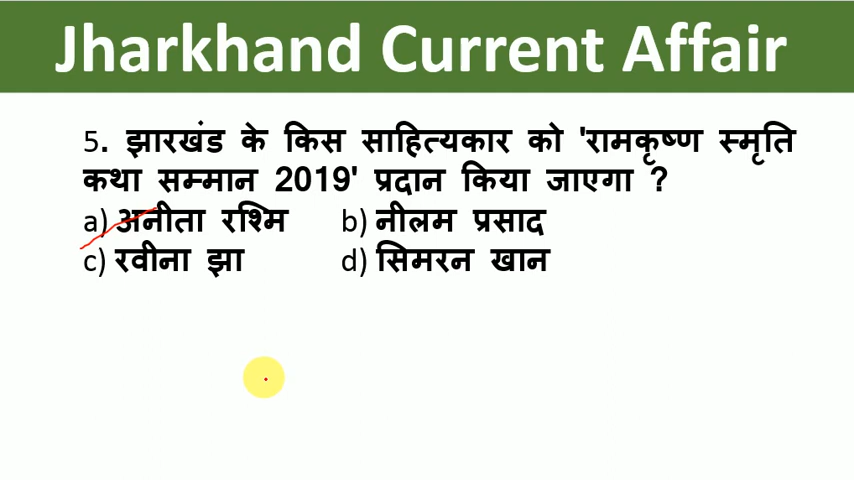 Jharkhand Current Affair
5. झारखंड के किस साहित्यकार को 'रामकृष्ण स्मृति
कथा सम्मान 2019' प्रदान किया जाएगा ?
a) अनीता रश्मि b) नीलम प्रसाद
c) रवीना झा d) सिमरन खान